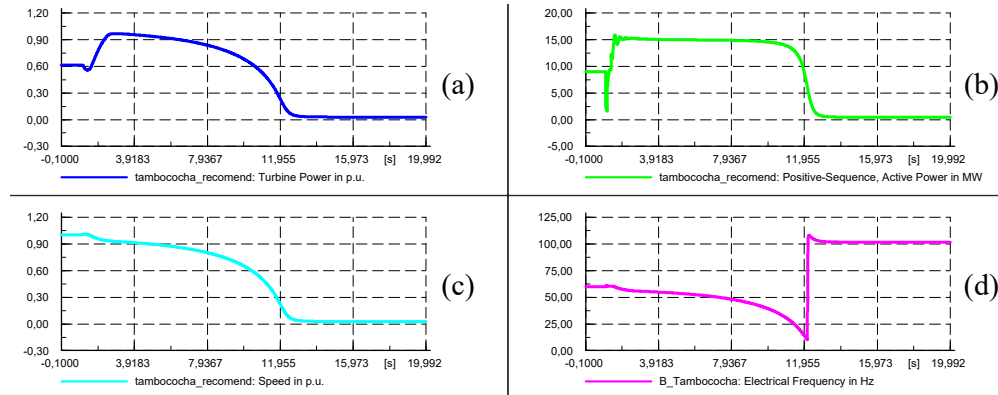 1,20
0,90
0,60
0,30
0,00
-0,30
-0,1000 3,9183 7,9367 11,955 15,973 [s] 19,992
tambococha_recomend: Turbine Power in p.u.
(a)
20,00
15,00
10,00
5,00
0,00
-5,00
-0,1000 3,9183 7,9367 11,955 15,973 [s] 19,992
tambococha_recomend: Positive-Sequence, Active Power in MW
(b)
1,20
0,90
0,60
0,30
0,00
-0,30
-0,1000 3,9183 7,9367 11,955 15,973 [s] 19,992
tambococha_recomend: Speed in p.u.
(c)
125,00
100,00
75,00
50,00
25,00
0,00
-0,1000 3,9183 7,9367 11,955 15,973 [s] 19,992
B_Tambococha: Electrical Frequency in Hz
(d)